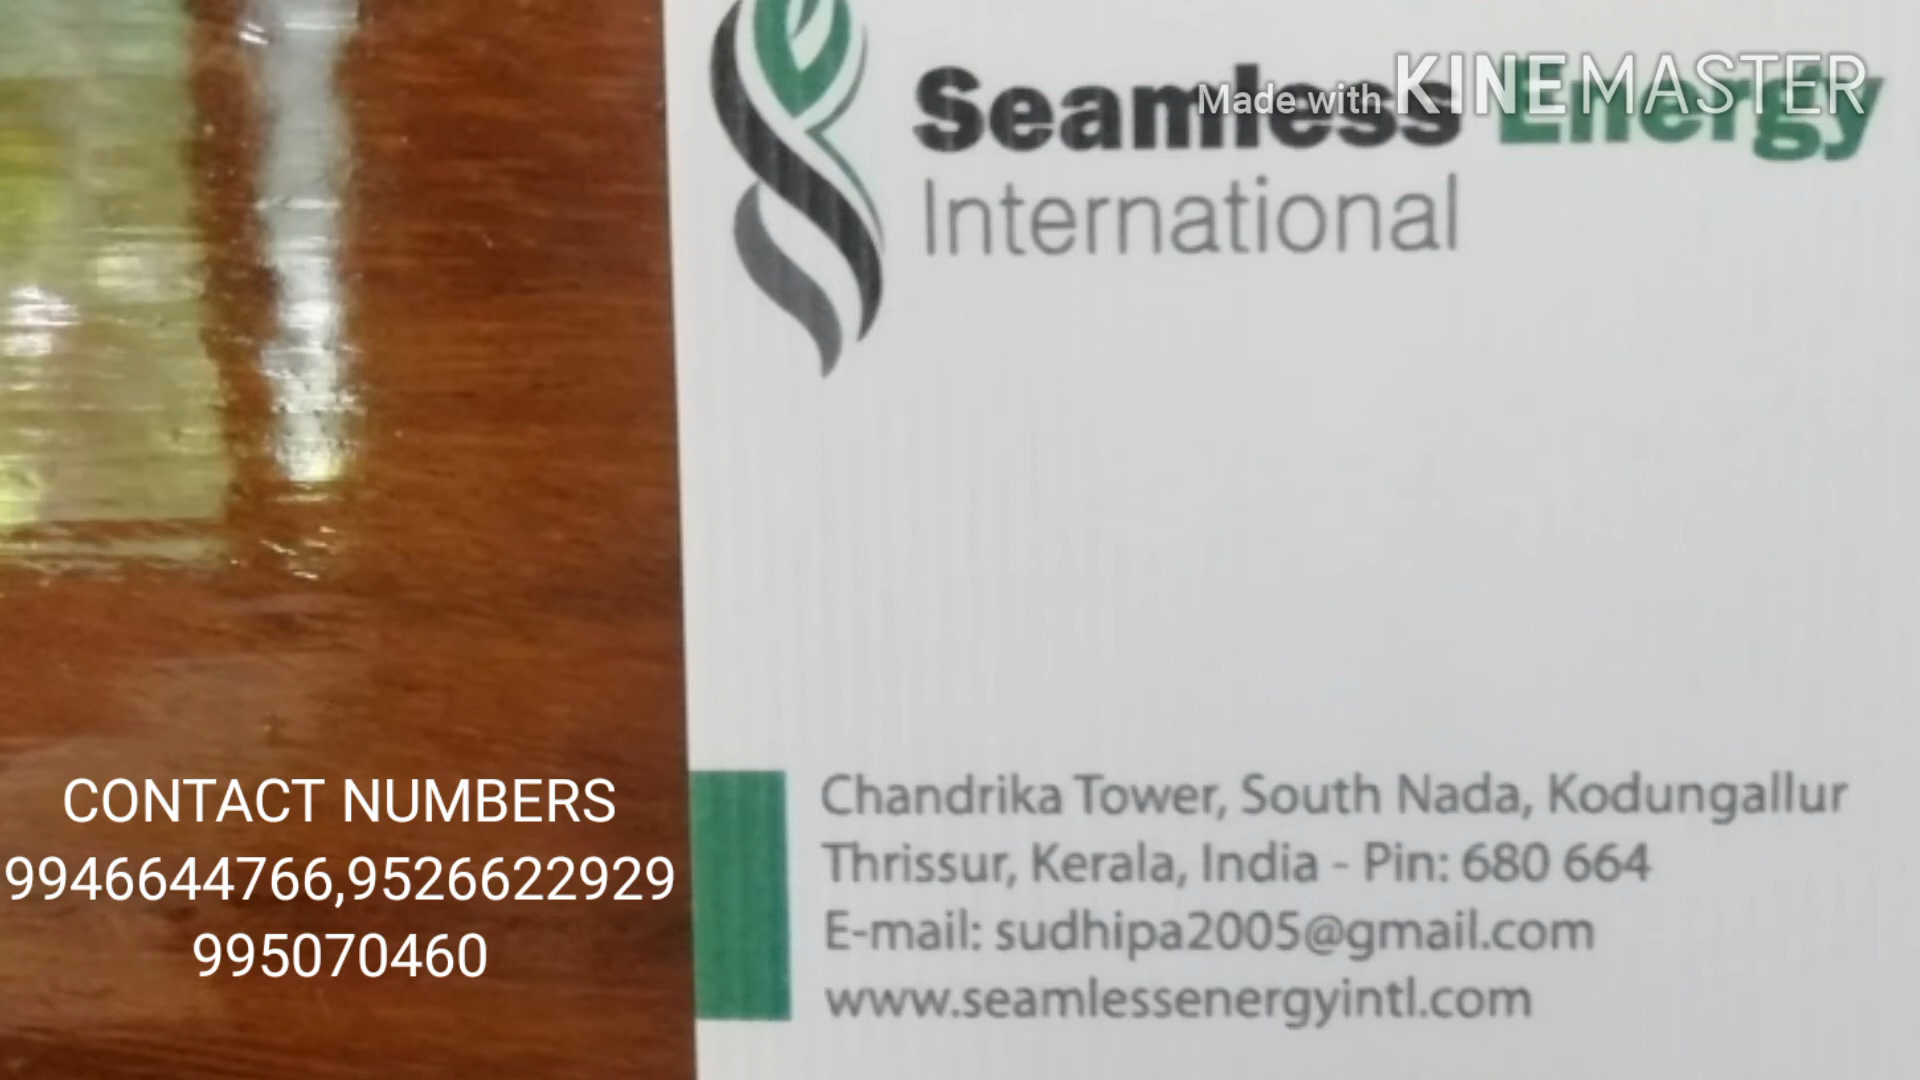 Seamless Energy
International
Made with KINEMASTER
CONTACT NUMBERS
9946644766,9526622929
995070460
Chandrika Tower, South Nada, Kodungallur
Thrissur, Kerala, India - Pin: 680 664
E-mail: sudhipa2005@gmail.com
www.seamlessenergyintl.com